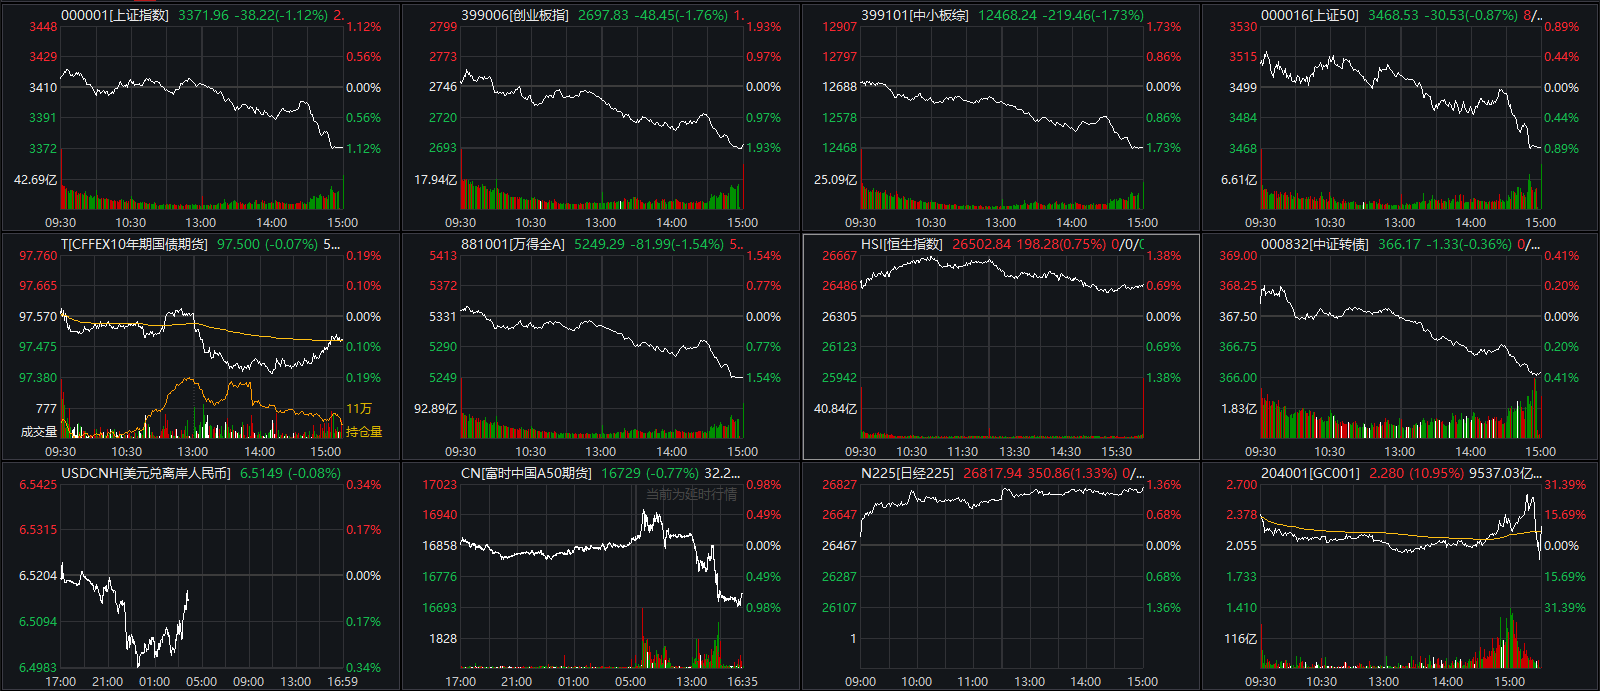 000001[上证指数] 3371.96 -38.22(-1.12%) 2.
3448 1.12%
3429 0.56%
3410 0.00%
3391 0.56%
3372 1.12%
42.69亿
09:30 10:30 13:00 14:00 15:00
399006[创业板指] 2697.83 -48.45(-1.76%) 1.
2799 1.93%
2773 0.97%
2746 0.00%
2720 0.97%
2693 1.93%
17.94亿
09:30 10:30 13:00 14:00 15:00
399101[中小板综] 12468.24 -219.46(-1.73%)
12907 1.73%
12797 0.86%
12688 0.00%
12578 0.86%
12468 1.73%
25.09亿
09:30 10:30 13:00 14:00 15:00
000016[上证50] 3468.53 -30.53(-0.87%) 8/..
3530 0.89%
3515 0.44%
3499 0.00%
3484 0.44%
3468 0.89%
6.61亿
09:30 10:30 13:00 14:00 15:00
T[CFFEX10年期国债期货] 97.500 (-0.07%) 5...
97.760 0.19%
97.665 0.10%
97.570 0.00%
97.475 0.10%
97.380 0.19%
777 11万
成交量 持仓量
09:30 10:30 13:00 14:00 15:00
881001[万得全A] 5249.29 -81.99(-1.54%) 5..
5413 1.54%
5372 0.77%
5331 0.00%
5290 0.77%
5249 1.54%
92.89亿
09:30 10:30 13:00 14:00 15:00
HSI[恒生指数] 26502.84 198.28(0.75%) 0/0/0
26667 1.38%
26486 0.69%
26305 0.00%
26123 0.69%
25942 1.38%
40.84亿
09:30 10:30 11:30 13:30 14:30 15:30
000832[中证转债] 366.17 -1.33(-0.36%) 0/...
369.00 0.41%
368.25 0.20%
367.50 0.00%
366.75 0.20%
366.00 0.41%
1.83亿
09:30 10:30 13:00 14:00 15:00
USDCNH[美元兑离岸人民币] 6.5149 (-0.08%)
6.5425 0.34%
6.5315 0.17%
6.5204 0.00%
6.5094 0.17%
6.4983 0.34%
17:00 21:00 01:00 05:00 09:00 13:00 16:59
CN[富时中国A50期货] 16729 (-0.77%) 32.2...
当前为延时行情
17023 0.98%
16940 0.49%
16858 0.00%
16776 0.49%
16693 0.98%
1828
17:00 21:00 01:00 05:00 13:00 16:35
N225[日经225] 26817.94 350.86(1.33%) 0/...
26827 1.36%
26647 0.68%
26467 0.00%
26287 0.68%
26107 1.36%
1
09:00 10:00 11:00 13:00 14:00 15:00
204001[GC001] 2.280 (10.95%) 9537.03亿...
2.700 31.39%
2.378 15.69%
2.055 0.00%
1.733 15.69%
1.410 31.39%
116亿
09:30 10:30 13:00 14:00 15:00